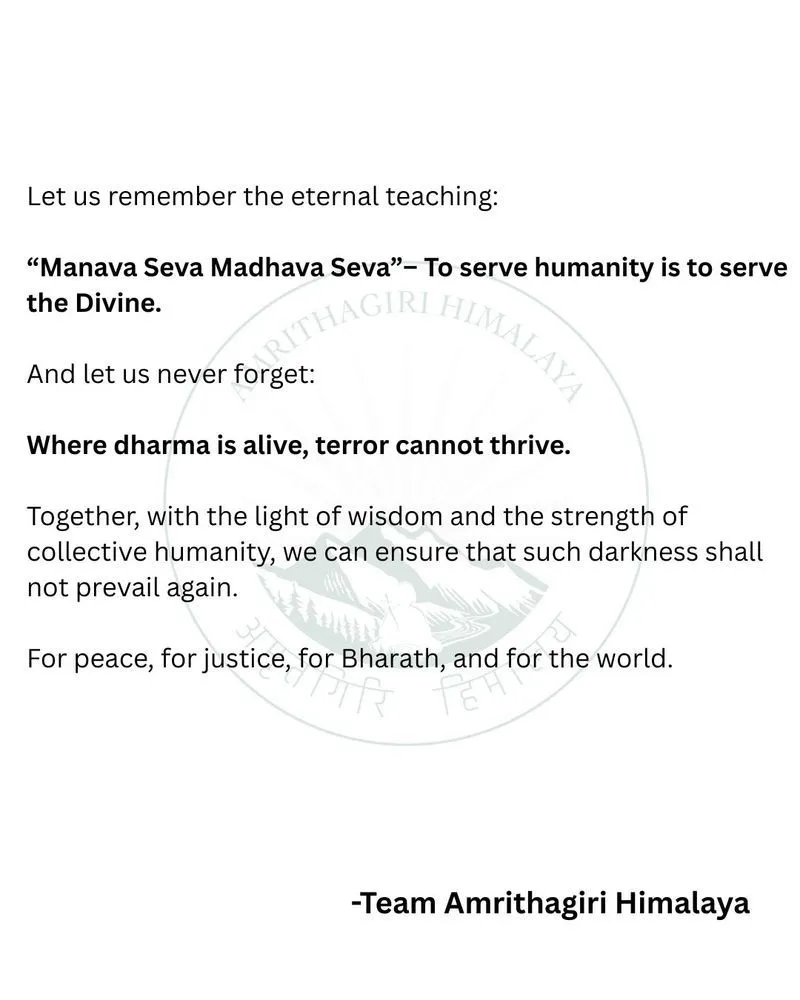 Let us remember the eternal teaching:
“Manava Seva Madhava Seva”– To serve humanity is to serve
the Divine.
And let us never forget:
Where dharma is alive, terror cannot thrive.
Together, with the light of wisdom and the strength of
collective humanity, we can ensure that such darkness shall
not prevail again.
For peace, for justice, for Bharath, and for the world.
AMRITHAGIRI HIMALAYA
अमृतगिरि हिमालय
-Team Amrithagiri Himalaya